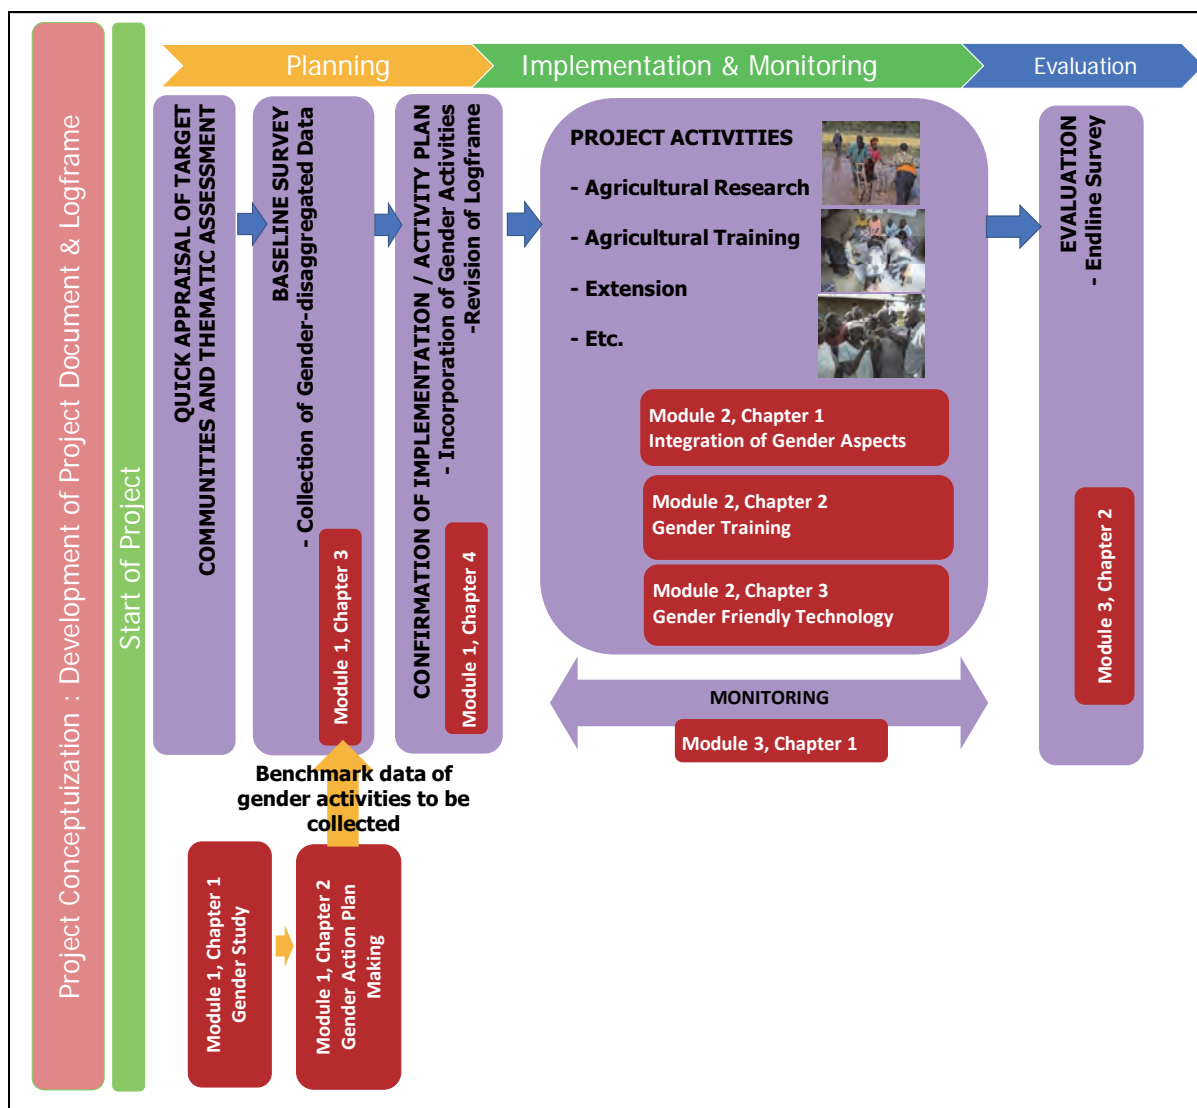 Project Conceptuization : Development of Project Document & Logframe
Start of Project
Planning
Implementation & Monitoring
Evaluation
QUICK APPRAISAL OF TARGET
COMMUNITIES AND THEMATIC ASSESSMENT
BASELINE SURVEY
- Collection of Gender-disaggregated Data
Module 1, Chapter 3
CONFIRMATION OF IMPLEMENTATION / ACTIVITY PLAN
- Incorporation of Gender Activities
-Revision of Logframe
Module 1, Chapter 4
PROJECT ACTIVITIES
- Agricultural Research
- Agricultural Training
- Extension
- Etc.
Module 2, Chapter 1
Integration of Gender Aspects
Module 2, Chapter 2
Gender Training
Module 2, Chapter 3
Gender Friendly Technology
MONITORING
Module 3, Chapter 1
EVALUATION
- Endline Survey
Module 3, Chapter 2
Benchmark data of
gender activities to be
collected
Module 1, Chapter 1
Gender Study
Module 1, Chapter 2
Gender Action Plan
Making